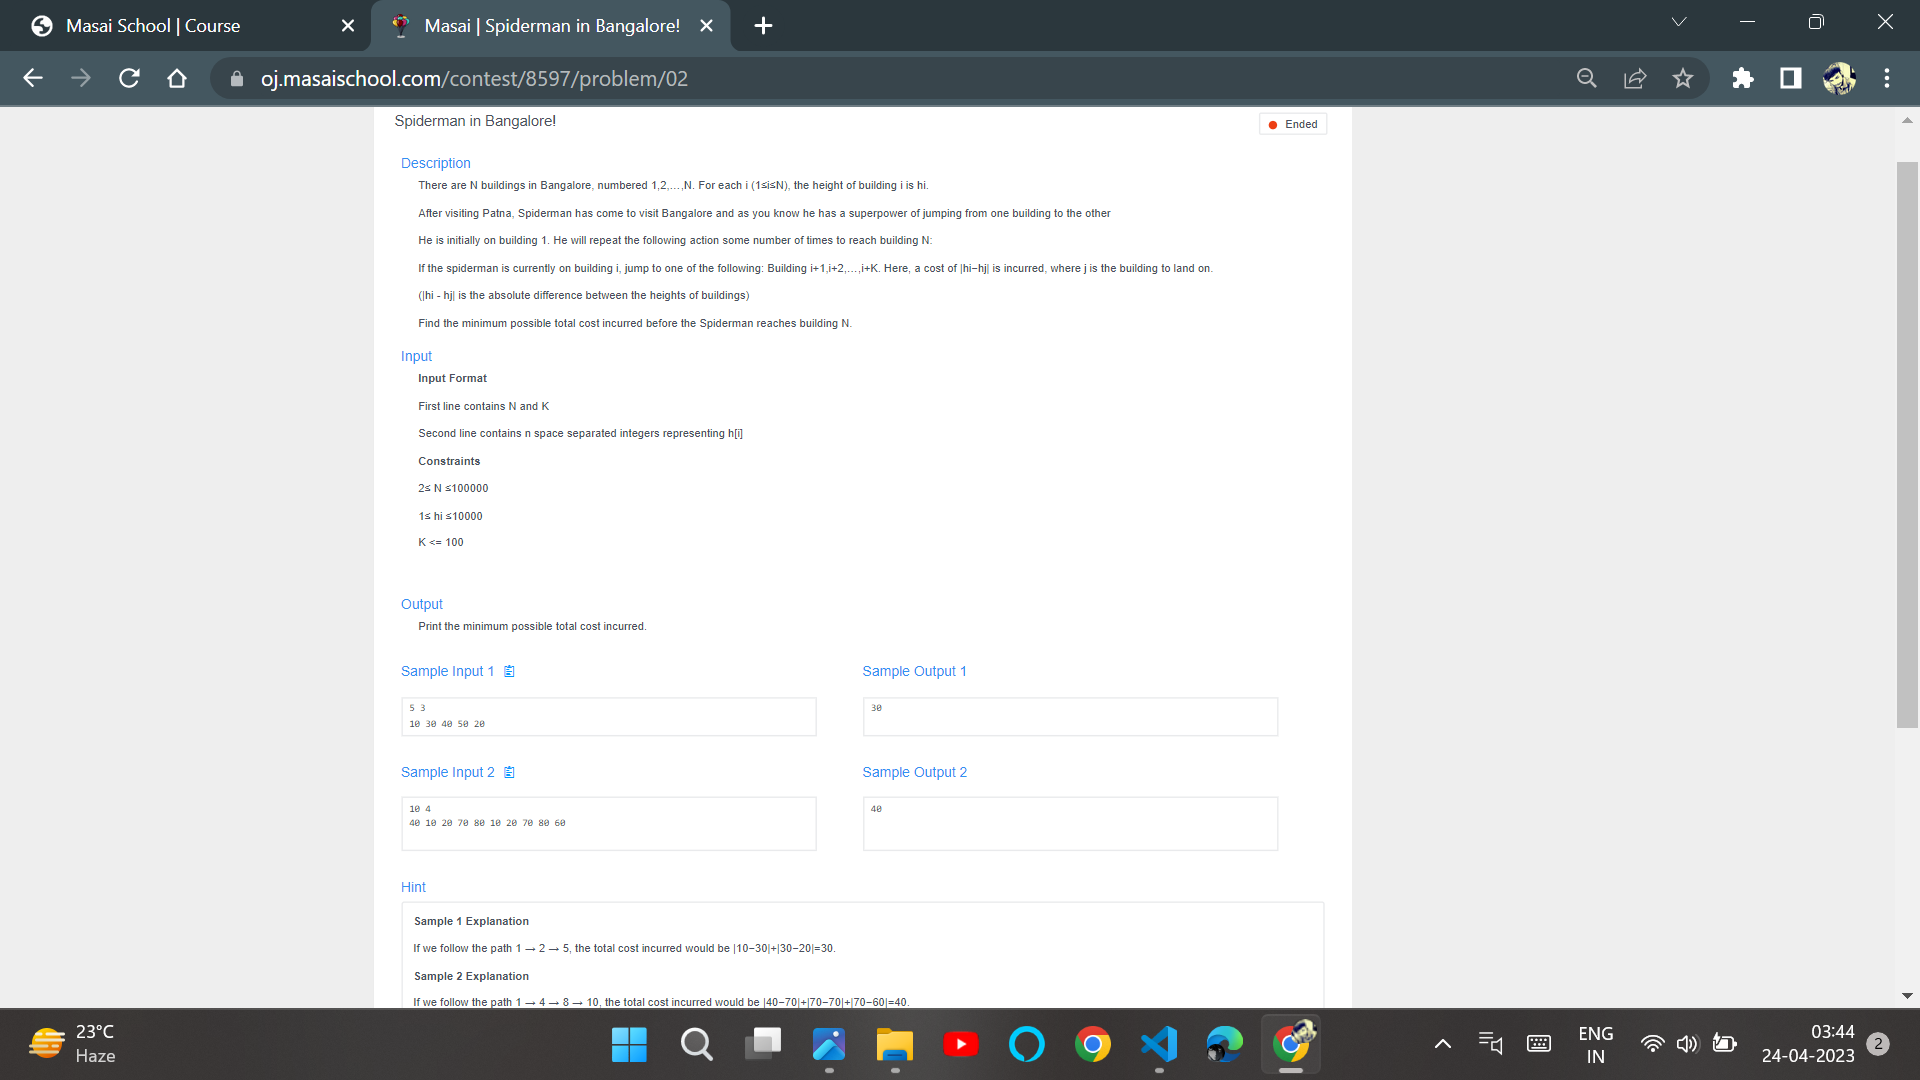 Masai School | Course
Masai | Spiderman in Bangalore!
oj.masaischool.com/contest/8597/problem/02
Spiderman in Bangalore!
Ended
Description
There are N buildings in Bangalore, numbered 1,2,...,N. For each i (1≤i≤N), the height of building i is hi.
After visiting Patna, Spiderman has come to visit Bangalore and as you know he has a superpower of jumping from one building to the other
He is initially on building 1. He will repeat the following action some number of times to reach building N:
If the spiderman is currently on building i, jump to one of the following: Building i+1,i+2,...,i+K. Here, a cost of |hi−hj| is incurred, where j is the building to land on.
(|hi - hj| is the absolute difference between the heights of buildings)
Find the minimum possible total cost incurred before the Spiderman reaches building N.
Input
Input Format
First line contains N and K
Second line contains n space separated integers representing h[i]
Constraints
2≤ N ≤100000
1≤ hi ≤10000
K <= 100
Output
Print the minimum possible total cost incurred.
Sample Input 1
Sample Output 1
5 3
10 30 40 50 20
30
Sample Input 2
Sample Output 2
10 4
40 10 20 70 80 10 20 70 80 60
40
Hint
Sample 1 Explanation
If we follow the path 1 → 2 → 5, the total cost incurred would be |10−30|+|30−20|=30.
Sample 2 Explanation
If we follow the path 1 → 4 → 8 → 10, the total cost incurred would be |40−70|+|70−70|+|70−60|=40.
23°C
Haze
ENG
IN
03:44
24-04-2023
2